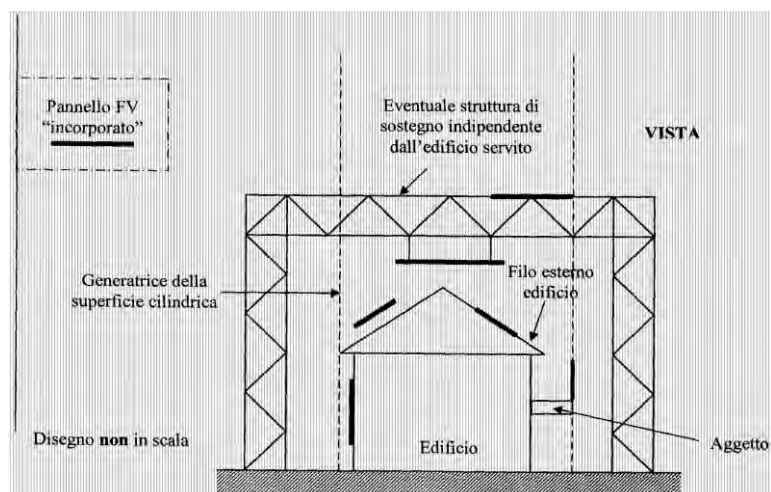 Pannello FV
"incorporato"
Eventuale struttura di
sostegno indipendente
dall'edificio servito
VISTA
Generatrice della
superficie cilindrica
Filo esterno
edificio
Disegno non in scala
Edificio
Aggetto